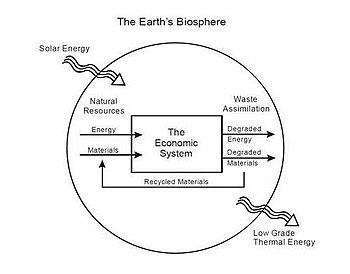 The Earth's Biosphere
Solar Energy
Natural
Resources
Waste
Assimilation
Energy
Materials
The
Economic
System
Degraded
Energy
Degraded
Materials
Recycled Materials
Low Grade
Thermal Energy